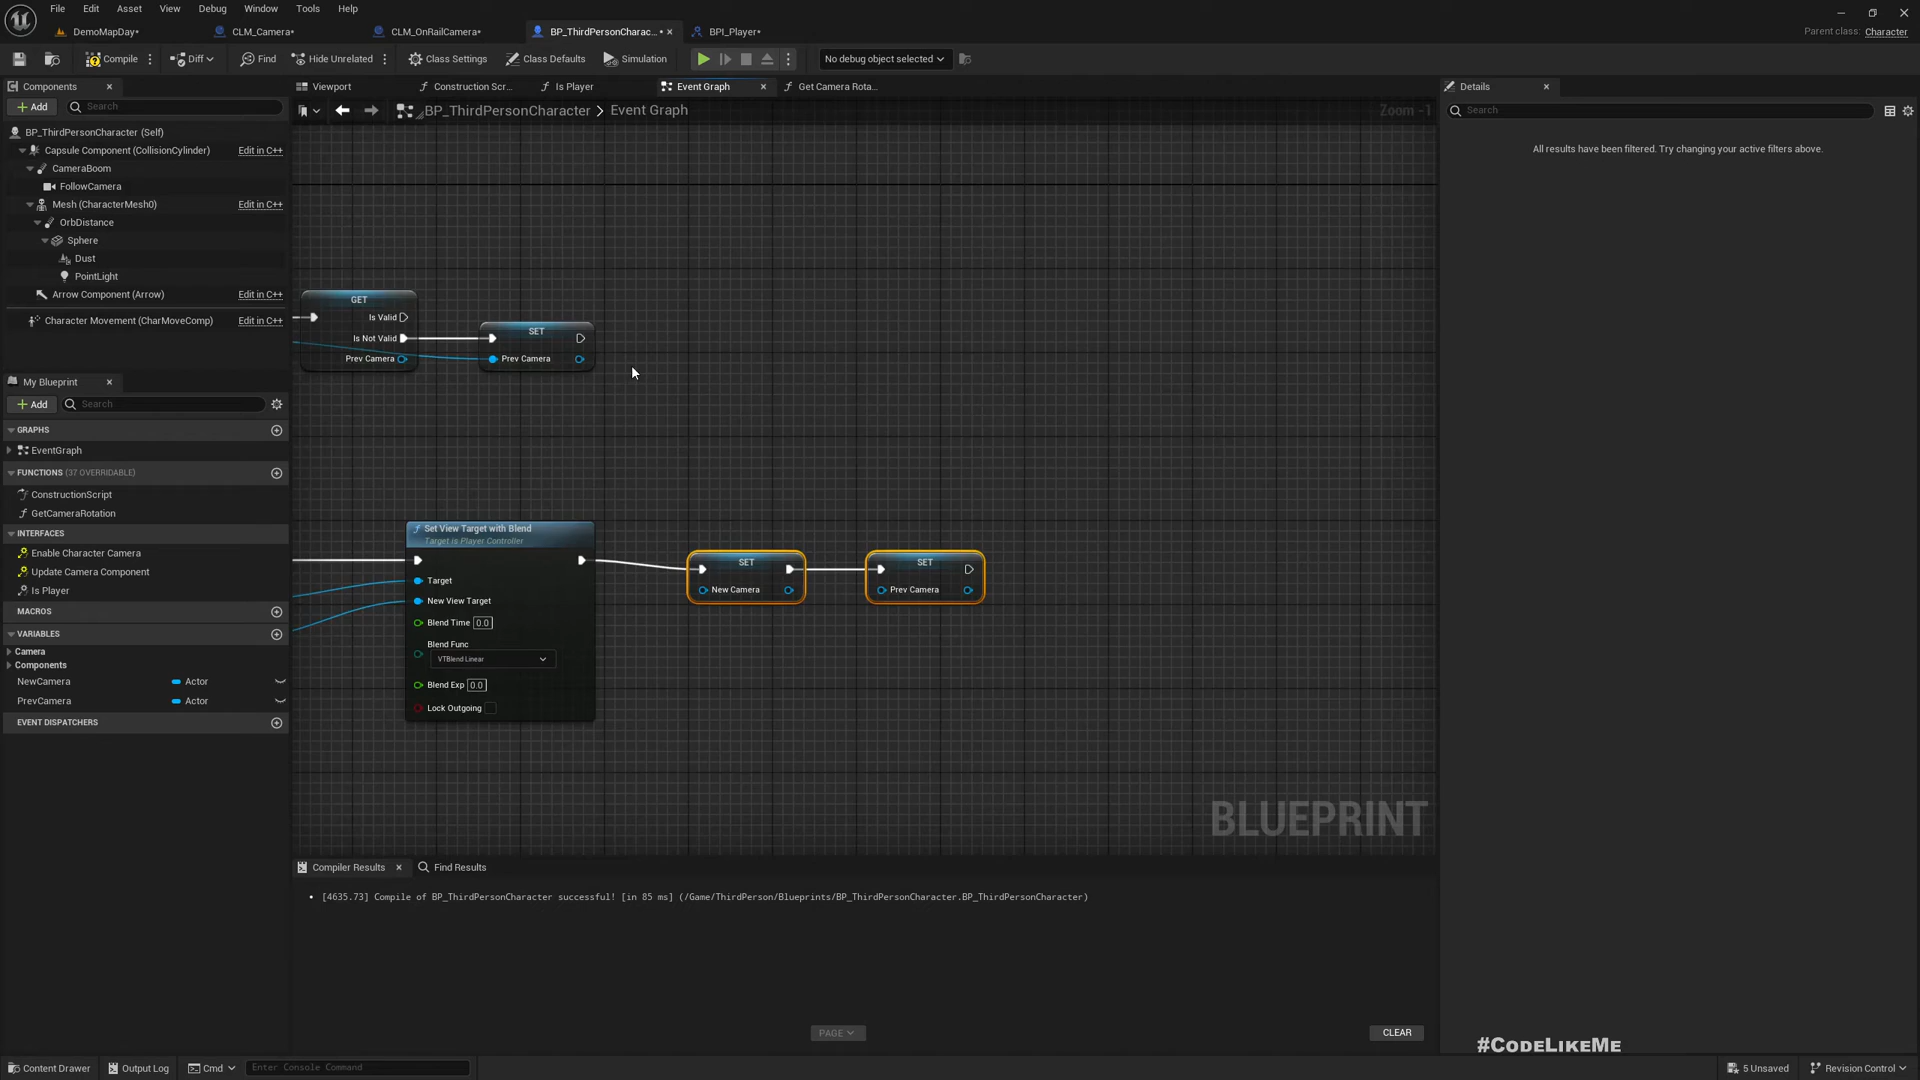 File Edit Asset View Debug Window Tools Help
DemoMapDay* CLM_Camera* CLM_OnRailCamera* BP_ThirdPersonCharac... BPI_Player*
Parent class: Character
Compile Diff Find Hide Unrelated Class Settings Class Defaults Simulation No debug object selected
Components
Add Search
BP_ThirdPersonCharacter (Self)
Capsule Component (CollisionCylinder) Edit in C++
CameraBoom
FollowCamera
Mesh (CharacterMesh0) Edit in C++
OrbDistance
Sphere
Dust
PointLight
Arrow Component (Arrow) Edit in C++
Character Movement (CharMoveComp) Edit in C++
My Blueprint
Add Search
GRAPHS
EventGraph
FUNCTIONS (37 OVERRIDABLE)
ConstructionScript
GetCameraRotation
INTERFACES
Enable Character Camera
Update Camera Component
Is Player
MACROS
VARIABLES
Camera
Components
NewCamera Actor
PrevCamera Actor
EVENT DISPATCHERS
Viewport Construction Scr... Is Player Event Graph Get Camera Rota...
BP_ThirdPersonCharacter > Event Graph
Zoom -1
GET
Is Valid
Is Not Valid
Prev Camera
SET
Prev Camera
Set View Target with Blend
Target is Player Controller
Target
New View Target
Blend Time 0.0
Blend Func
VTBlend Linear
Blend Exp 0.0
Lock Outgoing
SET
New Camera
SET
Prev Camera
BLUEPRINT
Compiler Results Find Results
[4635.73] Compile of BP_ThirdPersonCharacter successful! [in 85 ms] (/Game/ThirdPerson/Blueprints/BP_ThirdPersonCharacter.BP_ThirdPersonCharacter)
PAGE
CLEAR
Details
Search
All results have been filtered. Try changing your active filters above.
#CodeLikeMe
Content Drawer Output Log Cmd Enter Console Command
5 Unsaved Revision Control